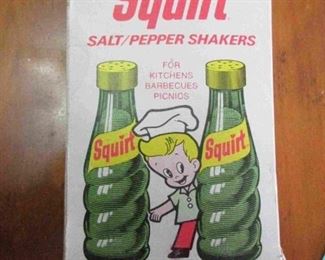 Squirt
SALT/PEPPER SHAKERS
FOR
KITCHENS
BARBECUES
PICNICS
Squirt
Squirt